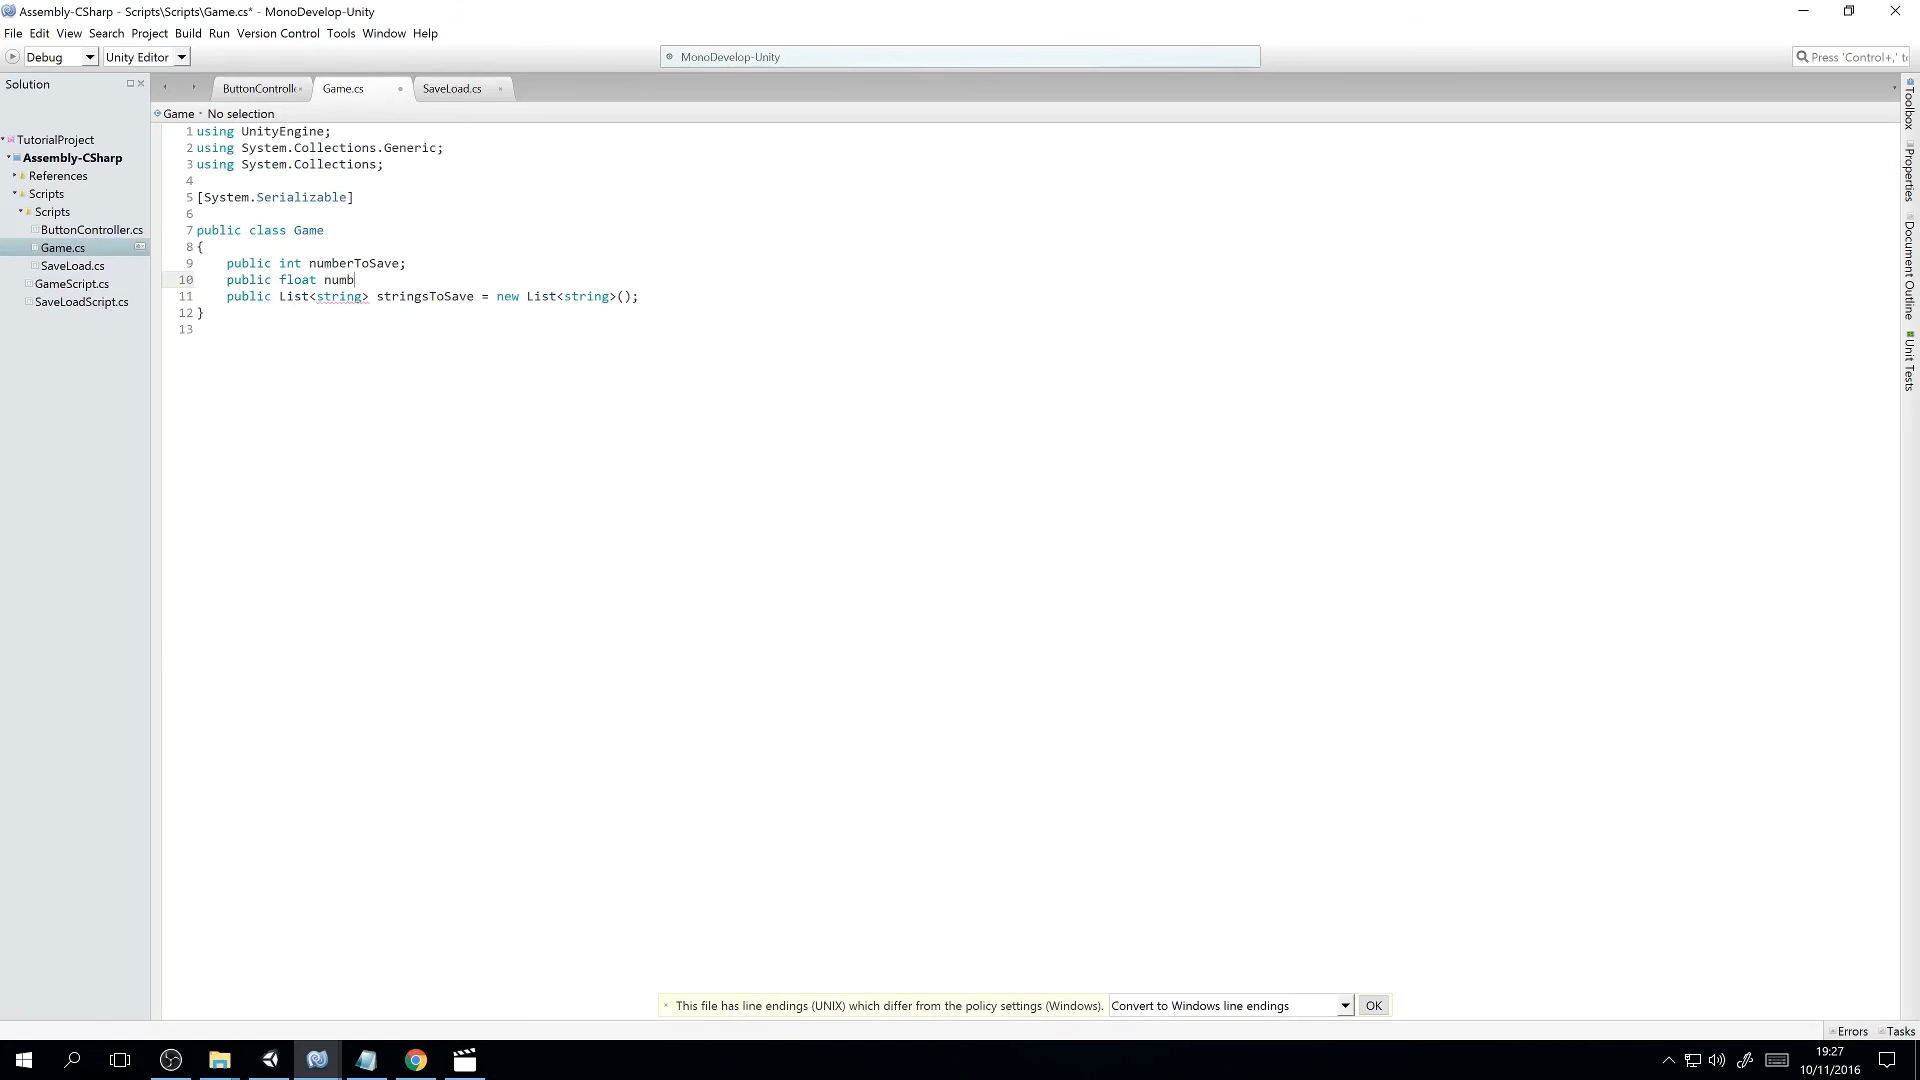 Assembly-CSharp - Scripts\Scripts\Game.cs* - MonoDevelop-Unity
File Edit View Search Project Build Run Version Control Tools Window Help
Debug Unity Editor MonoDevelop-Unity Press 'Control+,' t
Solution
ButtonControlle Game.cs SaveLoad.cs
Game No selection
TutorialProject
Assembly-CSharp
References
Scripts
Scripts
ButtonController.cs
Game.cs
SaveLoad.cs
GameScript.cs
SaveLoadScript.cs
1 using UnityEngine;
2 using System.Collections.Generic;
3 using System.Collections;
4
5 [System.Serializable]
6
7 public class Game
8 {
9 public int numberToSave;
10 public float numb
11 public List<string> stringsToSave = new List<string>();
12 }
13
Toolbox
Properties
Document Outline
Unit Tests
This file has line endings (UNIX) which differ from the policy settings (Windows). Convert to Windows line endings OK
Errors Tasks
19:27
10/11/2016